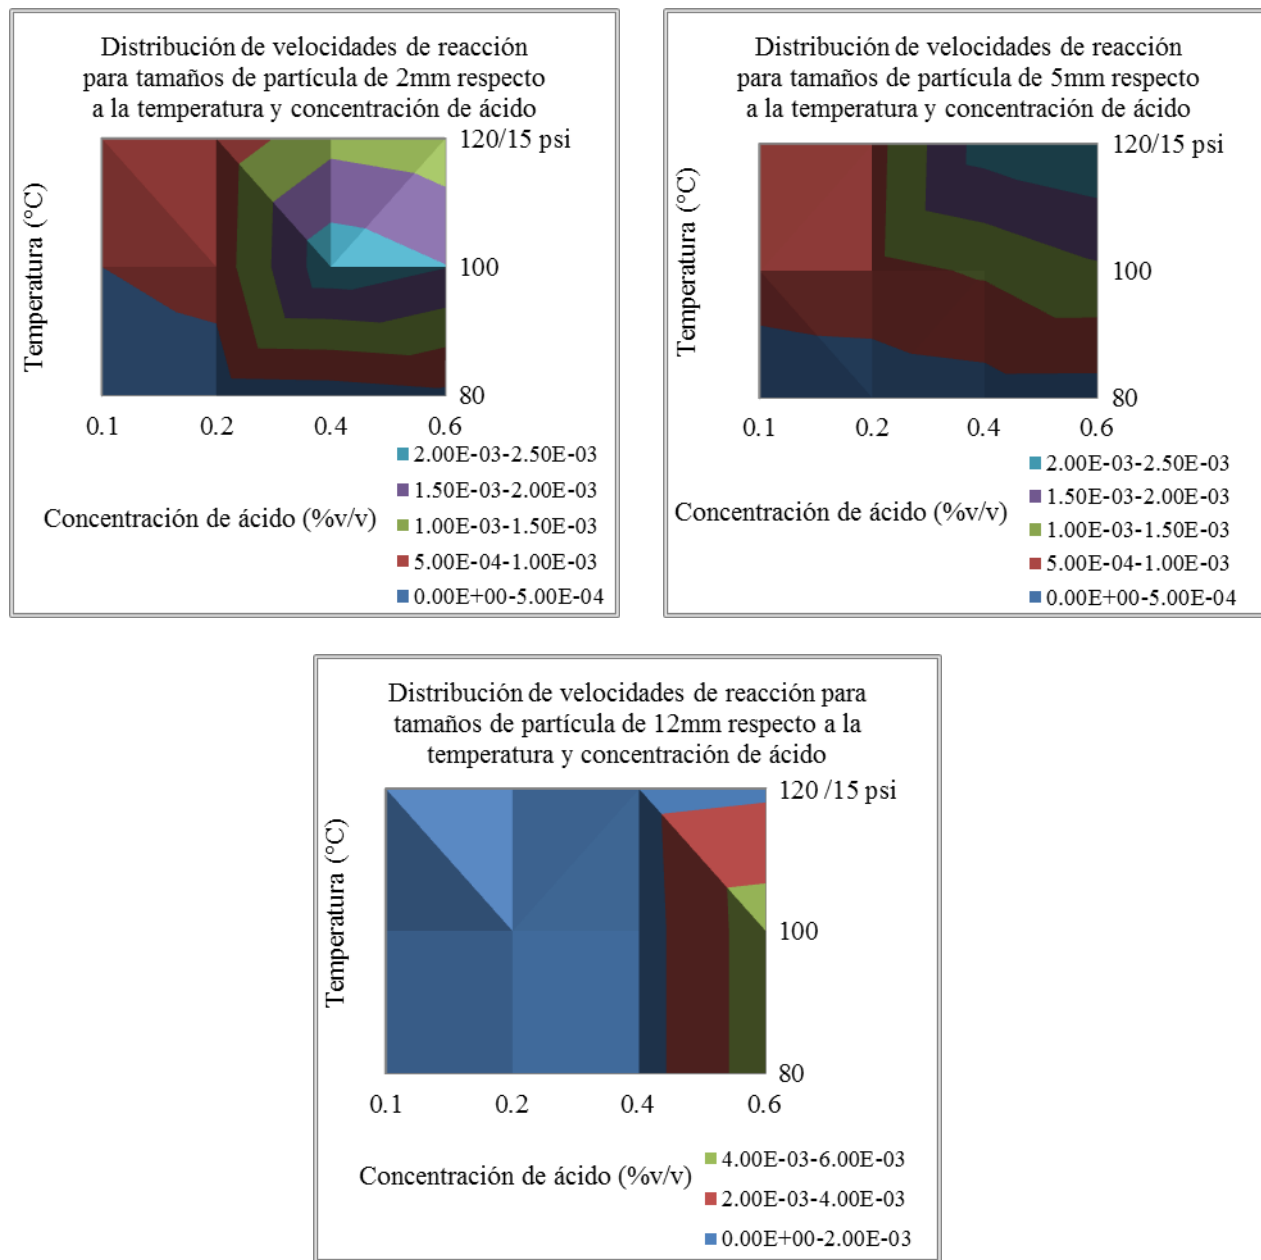 Distribución de velocidades de reacción
para tamaños de partícula de 2mm respecto
a la temperatura y concentración de ácido
120/15 psi
100
80
Temperatura (°C)
0.1 0.2 0.4 0.6
2.00E-03-2.50E-03
1.50E-03-2.00E-03
1.00E-03-1.50E-03
5.00E-04-1.00E-03
0.00E+00-5.00E-04
Concentración de ácido (%v/v)
Distribución de velocidades de reacción
para tamaños de partícula de 5mm respecto
a la temperatura y concentración de ácido
120/15 psi
100
80
Temperatura (°C)
0.1 0.2 0.4 0.6
2.00E-03-2.50E-03
1.50E-03-2.00E-03
1.00E-03-1.50E-03
5.00E-04-1.00E-03
0.00E+00-5.00E-04
Concentración de ácido (%v/v)
Distribución de velocidades de reacción para
tamaños de partícula de 12mm respecto a la
temperatura y concentración de ácido
120 /15 psi
100
80
Temperatura (°C)
0.1 0.2 0.4 0.6
Concentración de ácido (%v/v)
4.00E-03-6.00E-03
2.00E-03-4.00E-03
0.00E+00-2.00E-03